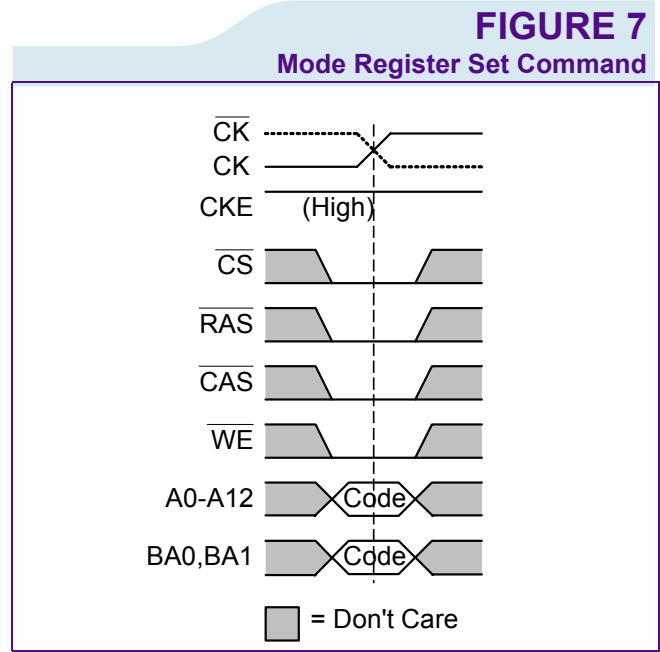 FIGURE 7
Mode Register Set Command
CK
CK
CKE (High)
CS
RAS
CAS
WE
A0-A12 Code
BA0,BA1 Code
= Don't Care